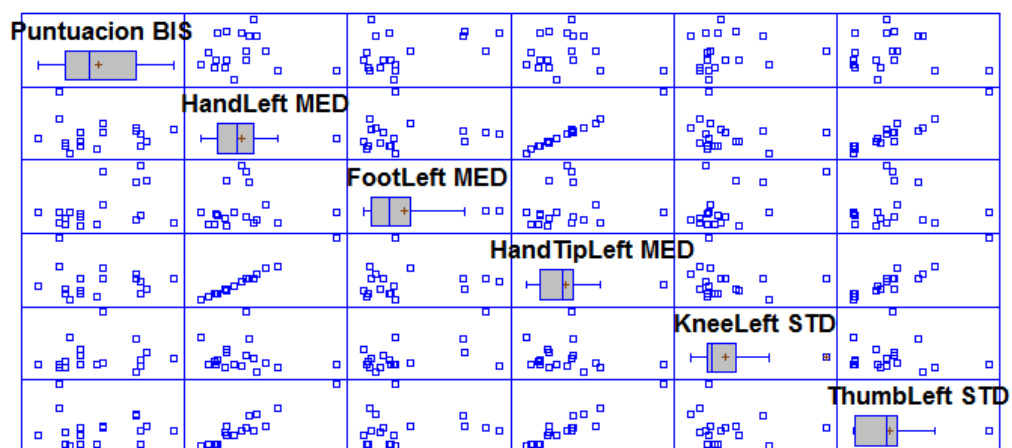 Puntuacion BIS
HandLeft MED
FootLeft MED
HandTipLeft MED
KneeLeft STD
ThumbLeft STD